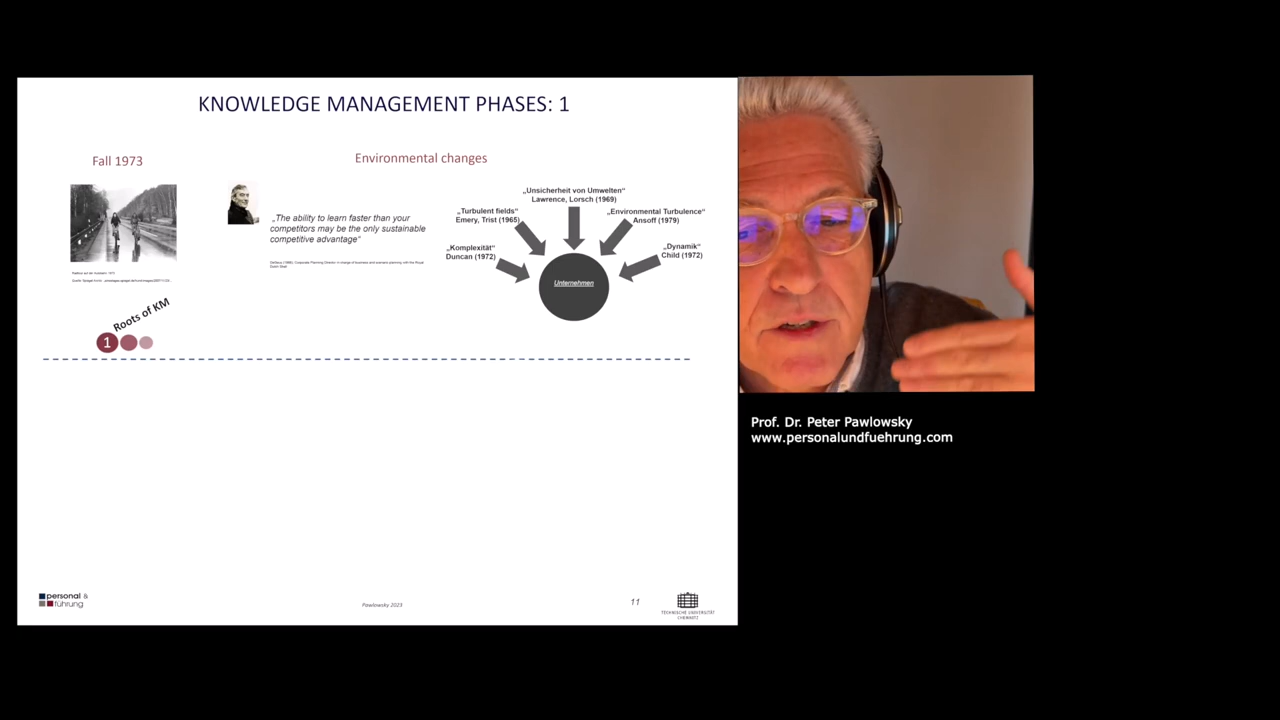 KNOWLEDGE MANAGEMENT PHASES: 1
Fall 1973
Environmental changes
„The ability to learn faster than your
competitors may be the only sustainable
competitive advantage“
„Unsicherheit von Umwelten“
Lawrence, Lorsch (1969)
„Turbulent fields“
Emery, Trist (1965)
„Environmental Turbulence“
Ansoff (1979)
„Komplexität“
Duncan (1972)
„Dynamik“
Child (1972)
Unternehmen
Roots of KM
1
personal &
führung
Pawlowsky 2023
11
TECHNISCHE UNIVERSITÄT
CHEMNITZ
Prof. Dr. Peter Pawlowsky
www.personalundfuehrung.com